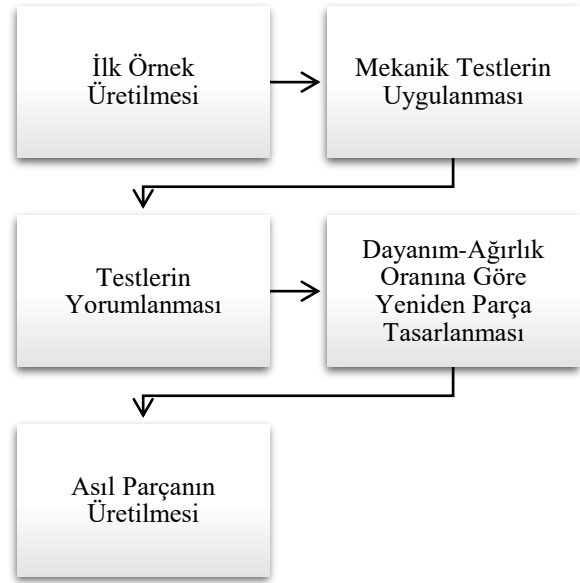 İlk Örnek
Üretilmesi
Mekanik Testlerin
Uygulanması
Testlerin
Yorumlanması
Dayanım-Ağırlık
Oranına Göre
Yeniden Parça
Tasarlanması
Asıl Parçanın
Üretilmesi